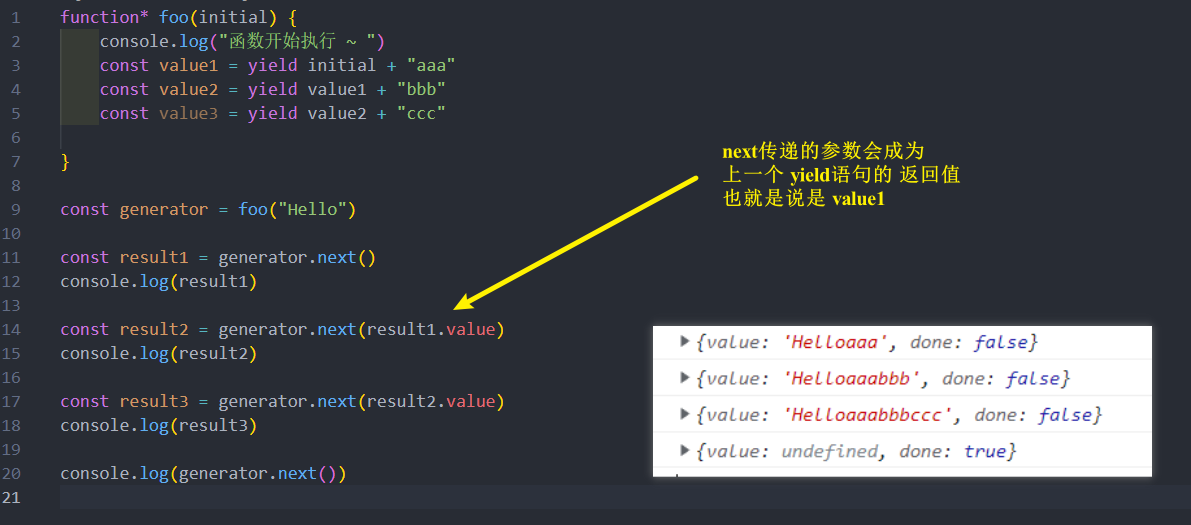 1 function* foo(initial) {
2 console.log("函数开始执行 ~ ")
3 const value1 = yield initial + "aaa"
4 const value2 = yield value1 + "bbb"
5 const value3 = yield value2 + "ccc"
6
7 }
8
9 const generator = foo("Hello")
10
11 const result1 = generator.next()
12 console.log(result1)
13
14 const result2 = generator.next(result1.value)
15 console.log(result2)
16
17 const result3 = generator.next(result2.value)
18 console.log(result3)
19
20 console.log(generator.next())
21
next传递的参数会成为
上一个 yield语句的 返回值
也就是说是 value1
{value: 'Helloaaa', done: false}
{value: 'Helloaaabbb', done: false}
{value: 'Helloaaabbbccc', done: false}
{value: undefined, done: true}